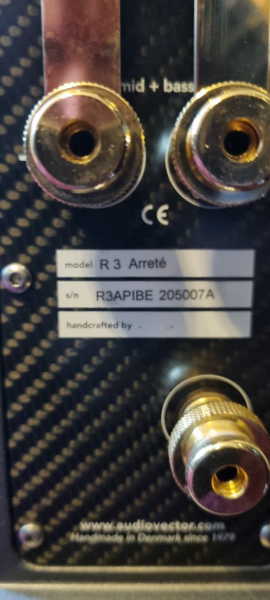 mid + bass
CE
model R 3 Arreté
s/n R3APIBE 205007A
handcrafted by
www.audiovector.com
Handmade in Denmark since 1979